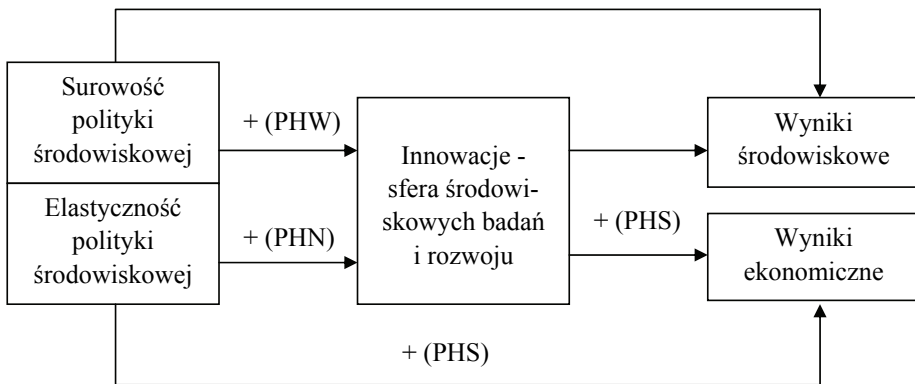 Surowość
polityki
środowiskowej
Elastyczność
polityki
środowiskowej
+ (PHW)
+ (PHN)
Innowacje -
sfera środowi-
skowych badań
i rozwoju
+ (PHS)
Wyniki
środowiskowe
Wyniki
ekonomiczne
+ (PHS)